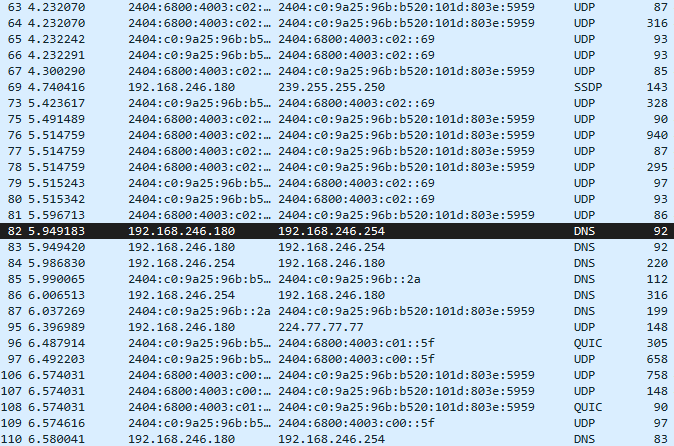 63 4.232070 2404:6800:4003:c02:… 2404:c0:9a25:96b:b520:101d:803e:5959 UDP 87
64 4.232070 2404:6800:4003:c02:… 2404:c0:9a25:96b:b520:101d:803e:5959 UDP 316
65 4.232242 2404:c0:9a25:96b:b5… 2404:6800:4003:c02::69 UDP 93
66 4.232291 2404:c0:9a25:96b:b5… 2404:6800:4003:c02::69 UDP 93
67 4.300290 2404:6800:4003:c02:… 2404:c0:9a25:96b:b520:101d:803e:5959 UDP 85
69 4.740416 192.168.246.180 239.255.255.250 SSDP 143
73 5.423617 2404:c0:9a25:96b:b5… 2404:6800:4003:c02::69 UDP 328
75 5.491489 2404:6800:4003:c02:… 2404:c0:9a25:96b:b520:101d:803e:5959 UDP 90
76 5.514759 2404:6800:4003:c02:… 2404:c0:9a25:96b:b520:101d:803e:5959 UDP 940
77 5.514759 2404:6800:4003:c02:… 2404:c0:9a25:96b:b520:101d:803e:5959 UDP 87
78 5.514759 2404:6800:4003:c02:… 2404:c0:9a25:96b:b520:101d:803e:5959 UDP 295
79 5.515243 2404:c0:9a25:96b:b5… 2404:6800:4003:c02::69 UDP 97
80 5.515342 2404:c0:9a25:96b:b5… 2404:6800:4003:c02::69 UDP 93
81 5.596713 2404:6800:4003:c02:… 2404:c0:9a25:96b:b520:101d:803e:5959 UDP 86
82 5.949183 192.168.246.180 192.168.246.254 DNS 92
83 5.949420 192.168.246.180 192.168.246.254 DNS 92
84 5.986830 192.168.246.254 192.168.246.180 DNS 220
85 5.990065 2404:c0:9a25:96b:b5… 2404:c0:9a25:96b::2a DNS 112
86 6.006513 192.168.246.254 192.168.246.180 DNS 316
87 6.037269 2404:c0:9a25:96b::2a 2404:c0:9a25:96b:b520:101d:803e:5959 DNS 199
95 6.396989 192.168.246.180 224.77.77.77 UDP 148
96 6.487914 2404:c0:9a25:96b:b5… 2404:6800:4003:c01::5f QUIC 305
97 6.492203 2404:c0:9a25:96b:b5… 2404:6800:4003:c00::5f UDP 658
106 6.574031 2404:6800:4003:c00:… 2404:c0:9a25:96b:b520:101d:803e:5959 UDP 758
107 6.574031 2404:6800:4003:c00:… 2404:c0:9a25:96b:b520:101d:803e:5959 UDP 148
108 6.574031 2404:6800:4003:c01:… 2404:c0:9a25:96b:b520:101d:803e:5959 QUIC 90
109 6.574616 2404:c0:9a25:96b:b5… 2404:6800:4003:c00::5f UDP 97
110 6.580041 192.168.246.180 192.168.246.254 DNS 83